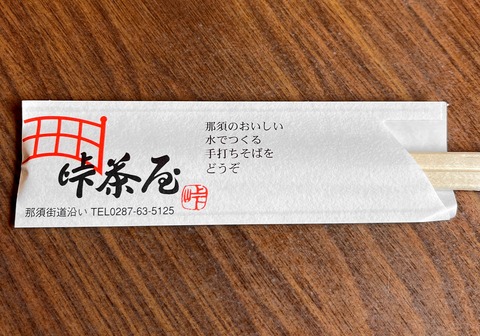 那須のおいしい
水でつくる
手打ちそばを
どうぞ
峠茶屋
峠
那須街道沿い TEL0287-63-5125